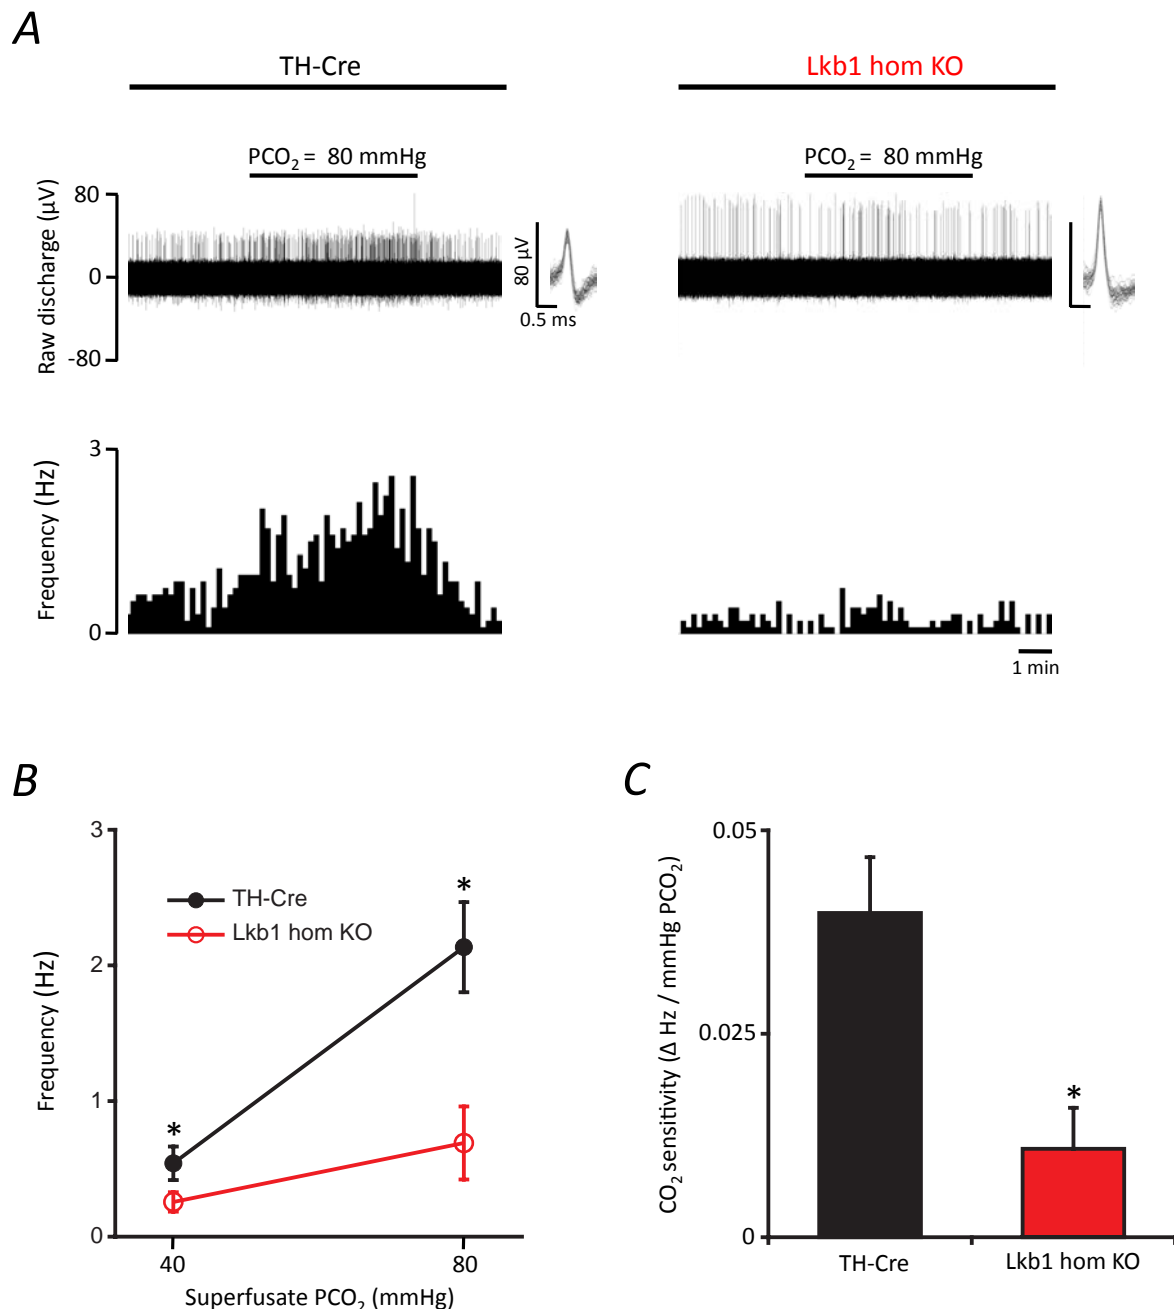 A
TH-Cre
Lkb1 hom KO
PCO₂ = 80 mmHg
PCO₂ = 80 mmHg
Raw discharge (µV)
80
0
-80
80 µV
0.5 ms
Frequency (Hz)
3
0
1 min
B
Frequency (Hz)
3
2
1
0
TH-Cre
Lkb1 hom KO
*
*
40
80
Superfusate PCO₂ (mmHg)
C
CO₂ sensitivity (Δ Hz / mmHg PCO₂)
0.05
0.025
0
*
TH-Cre
Lkb1 hom KO